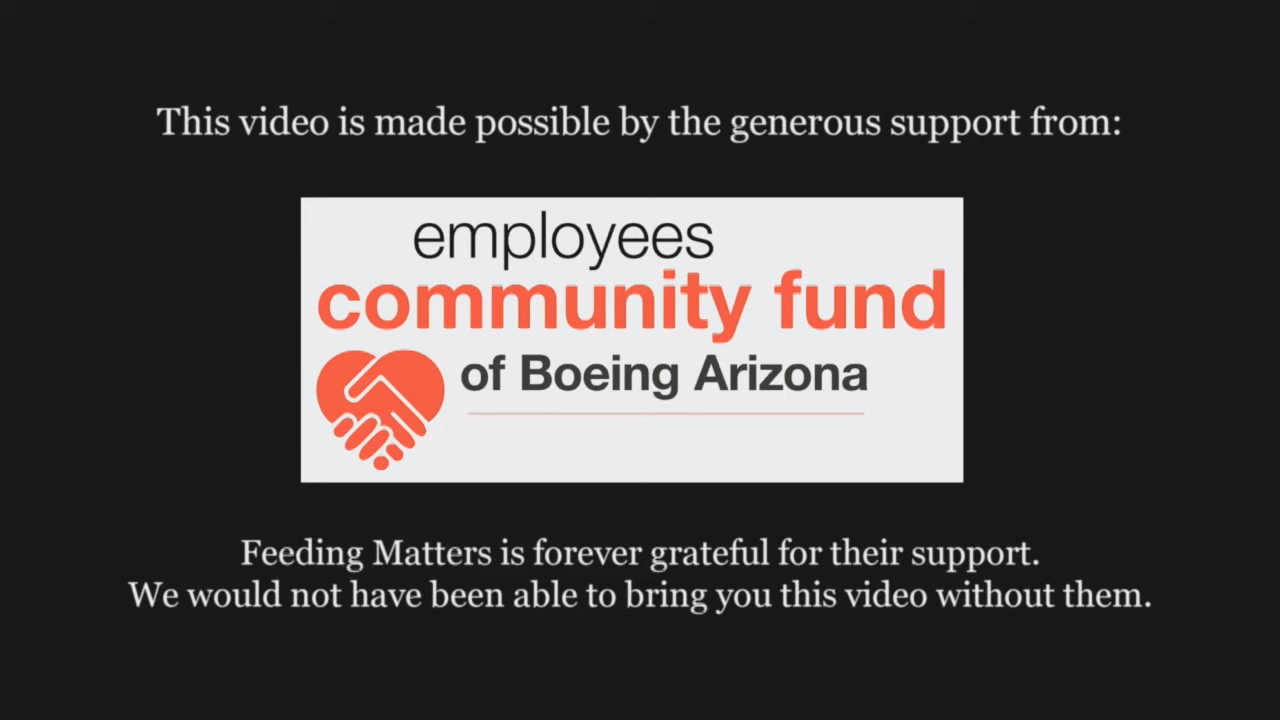 This video is made possible by the generous support from:
employees
community fund
of Boeing Arizona
Feeding Matters is forever grateful for their support.
We would not have been able to bring you this video without them.